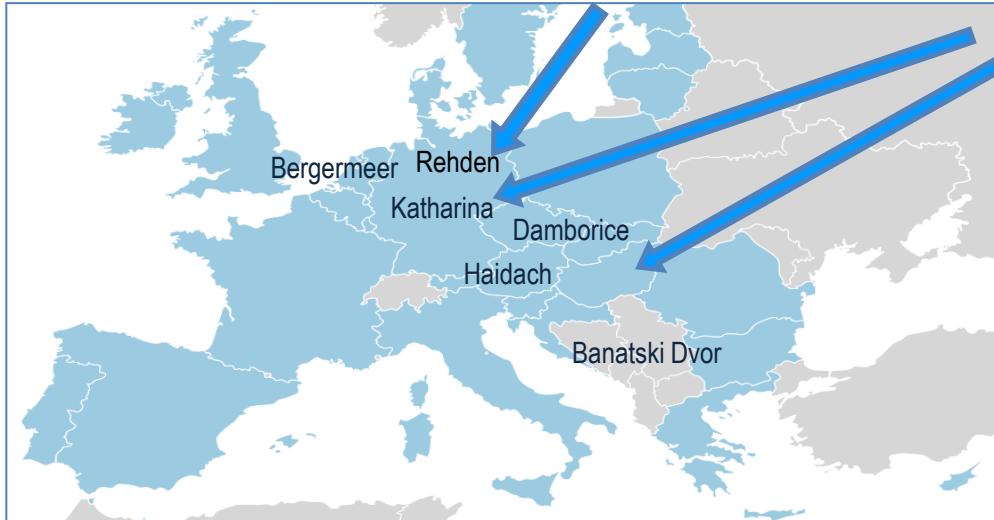 Rehden
Bergermeer
Katharina
Damborice
Haidach
Banatski Dvor